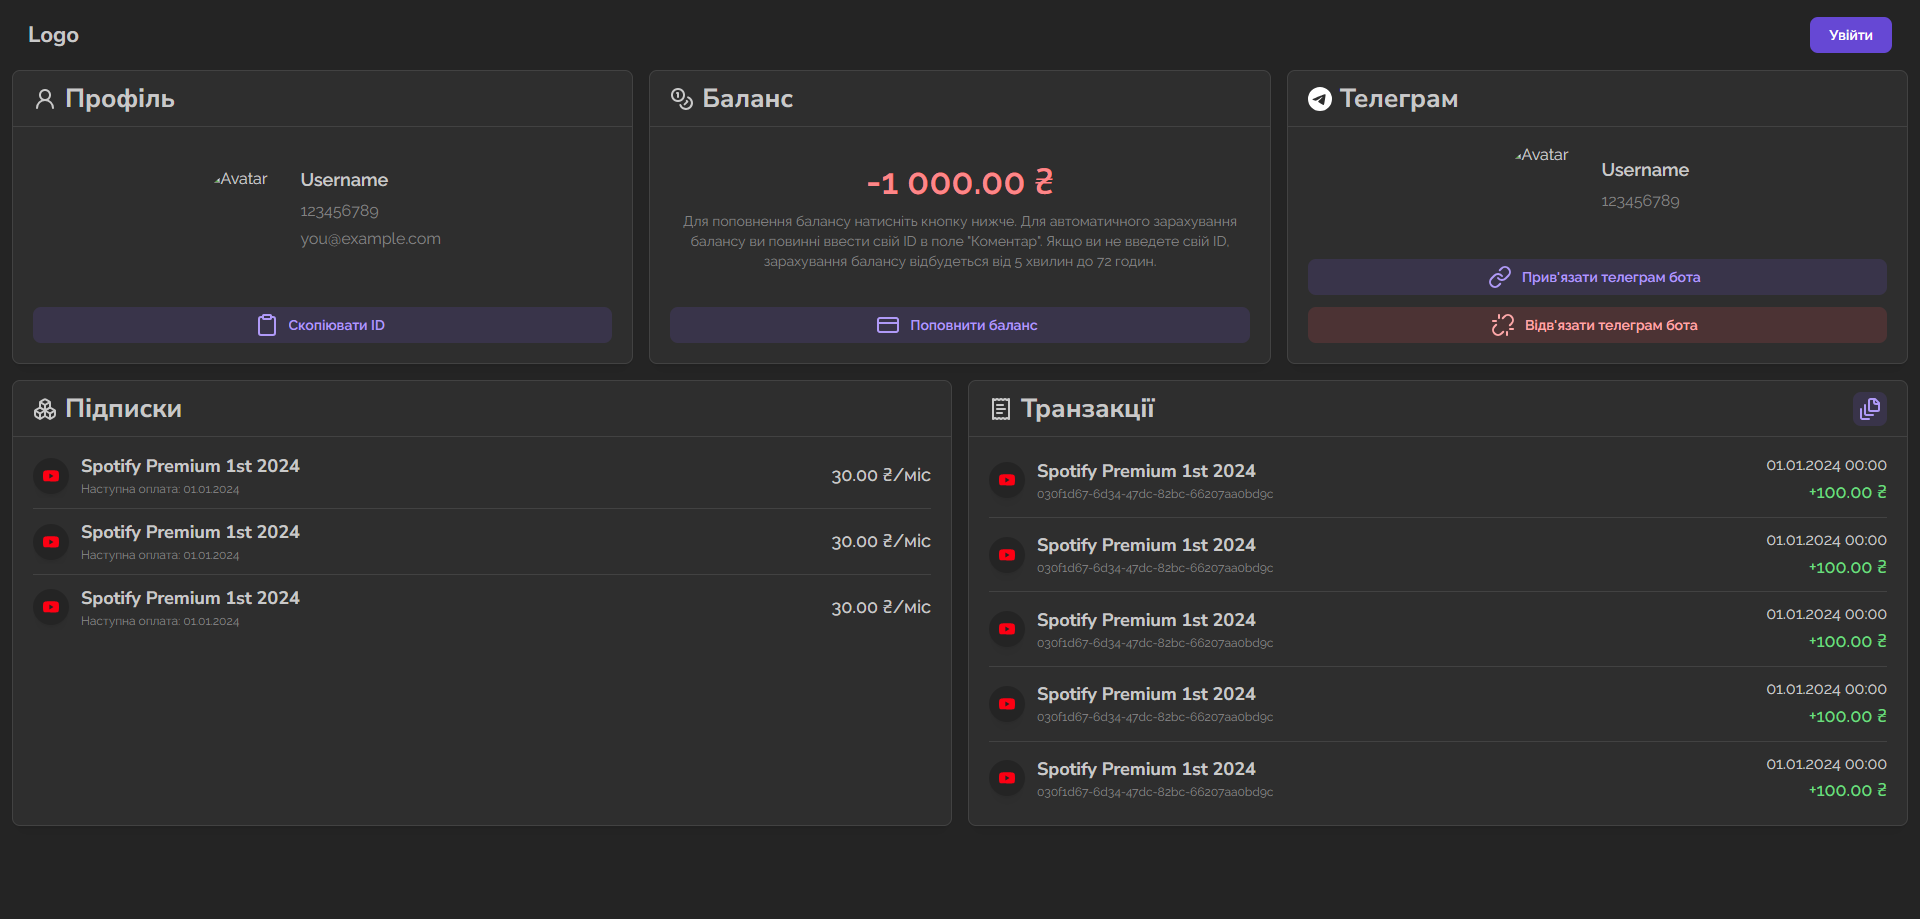 Logo
Увійти
Профіль
Avatar
Username
123456789
you@example.com
Скопіювати ID
Баланс
-1 000.00 ₴
Для поповнення балансу натисніть кнопку нижче. Для автоматичного зарахування
балансу ви повинні ввести свій ID в поле "Коментар". Якщо ви не введете свій ID,
зарахування балансу відбудеться від 5 хвилин до 72 годин.
Поповнити баланс
Телеграм
Avatar
Username
123456789
Прив'язати телеграм бота
Відв'язати телеграм бота
Підписки
Spotify Premium 1st 2024
Наступна оплата: 01.01.2024
30.00 ₴/міс
Spotify Premium 1st 2024
Наступна оплата: 01.01.2024
30.00 ₴/міс
Spotify Premium 1st 2024
Наступна оплата: 01.01.2024
30.00 ₴/міс
Транзакції
Spotify Premium 1st 2024
030f1d67-6d34-47dc-82bc-66207aa0bd9c
01.01.2024 00:00
+100.00 ₴
Spotify Premium 1st 2024
030f1d67-6d34-47dc-82bc-66207aa0bd9c
01.01.2024 00:00
+100.00 ₴
Spotify Premium 1st 2024
030f1d67-6d34-47dc-82bc-66207aa0bd9c
01.01.2024 00:00
+100.00 ₴
Spotify Premium 1st 2024
030f1d67-6d34-47dc-82bc-66207aa0bd9c
01.01.2024 00:00
+100.00 ₴
Spotify Premium 1st 2024
030f1d67-6d34-47dc-82bc-66207aa0bd9c
01.01.2024 00:00
+100.00 ₴